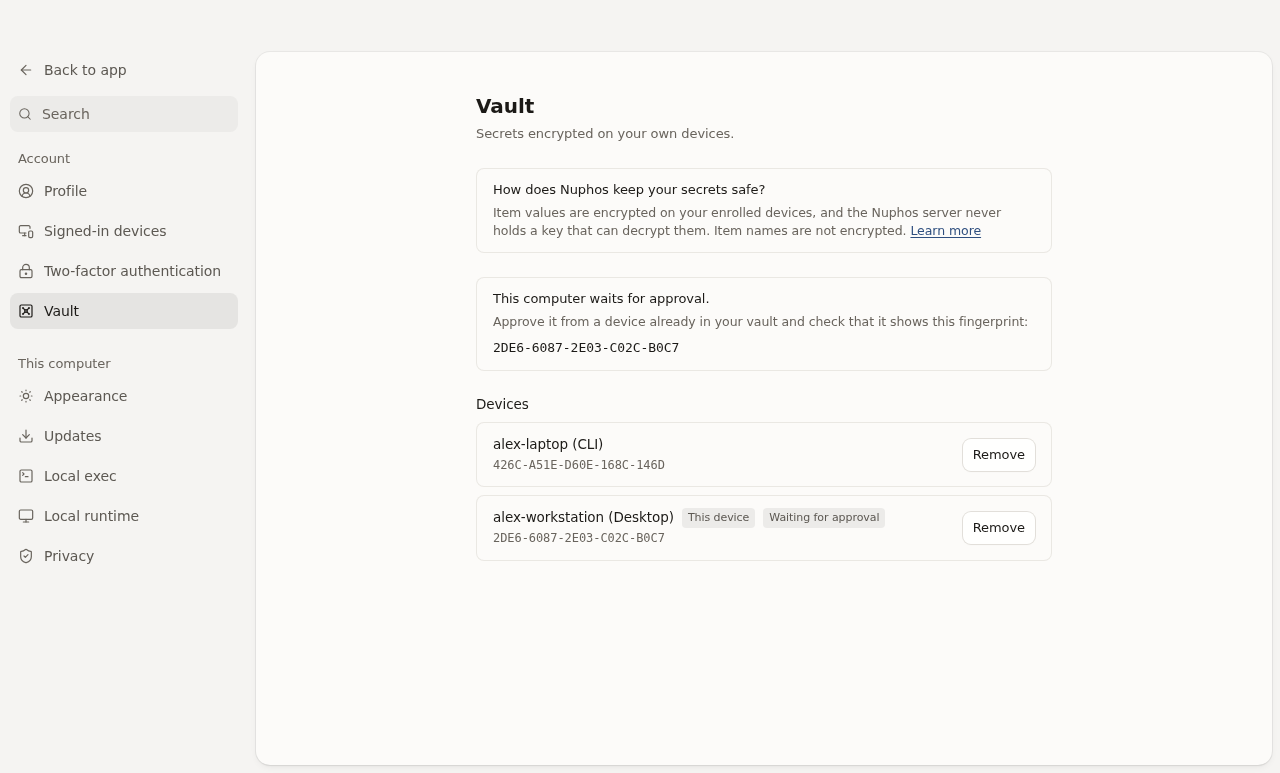 Back to app
Search
Account
Profile
Signed-in devices
Two-factor authentication
Vault
This computer
Appearance
Updates
Local exec
Local runtime
Privacy
Vault
Secrets encrypted on your own devices.
How does Nuphos keep your secrets safe?
Item values are encrypted on your enrolled devices, and the Nuphos server never
holds a key that can decrypt them. Item names are not encrypted. Learn more
This computer waits for approval.
Approve it from a device already in your vault and check that it shows this fingerprint:
2DE6-6087-2E03-C02C-B0C7
Devices
alex-laptop (CLI)
426C-A51E-D60E-168C-146D
Remove
alex-workstation (Desktop) This device Waiting for approval
2DE6-6087-2E03-C02C-B0C7
Remove